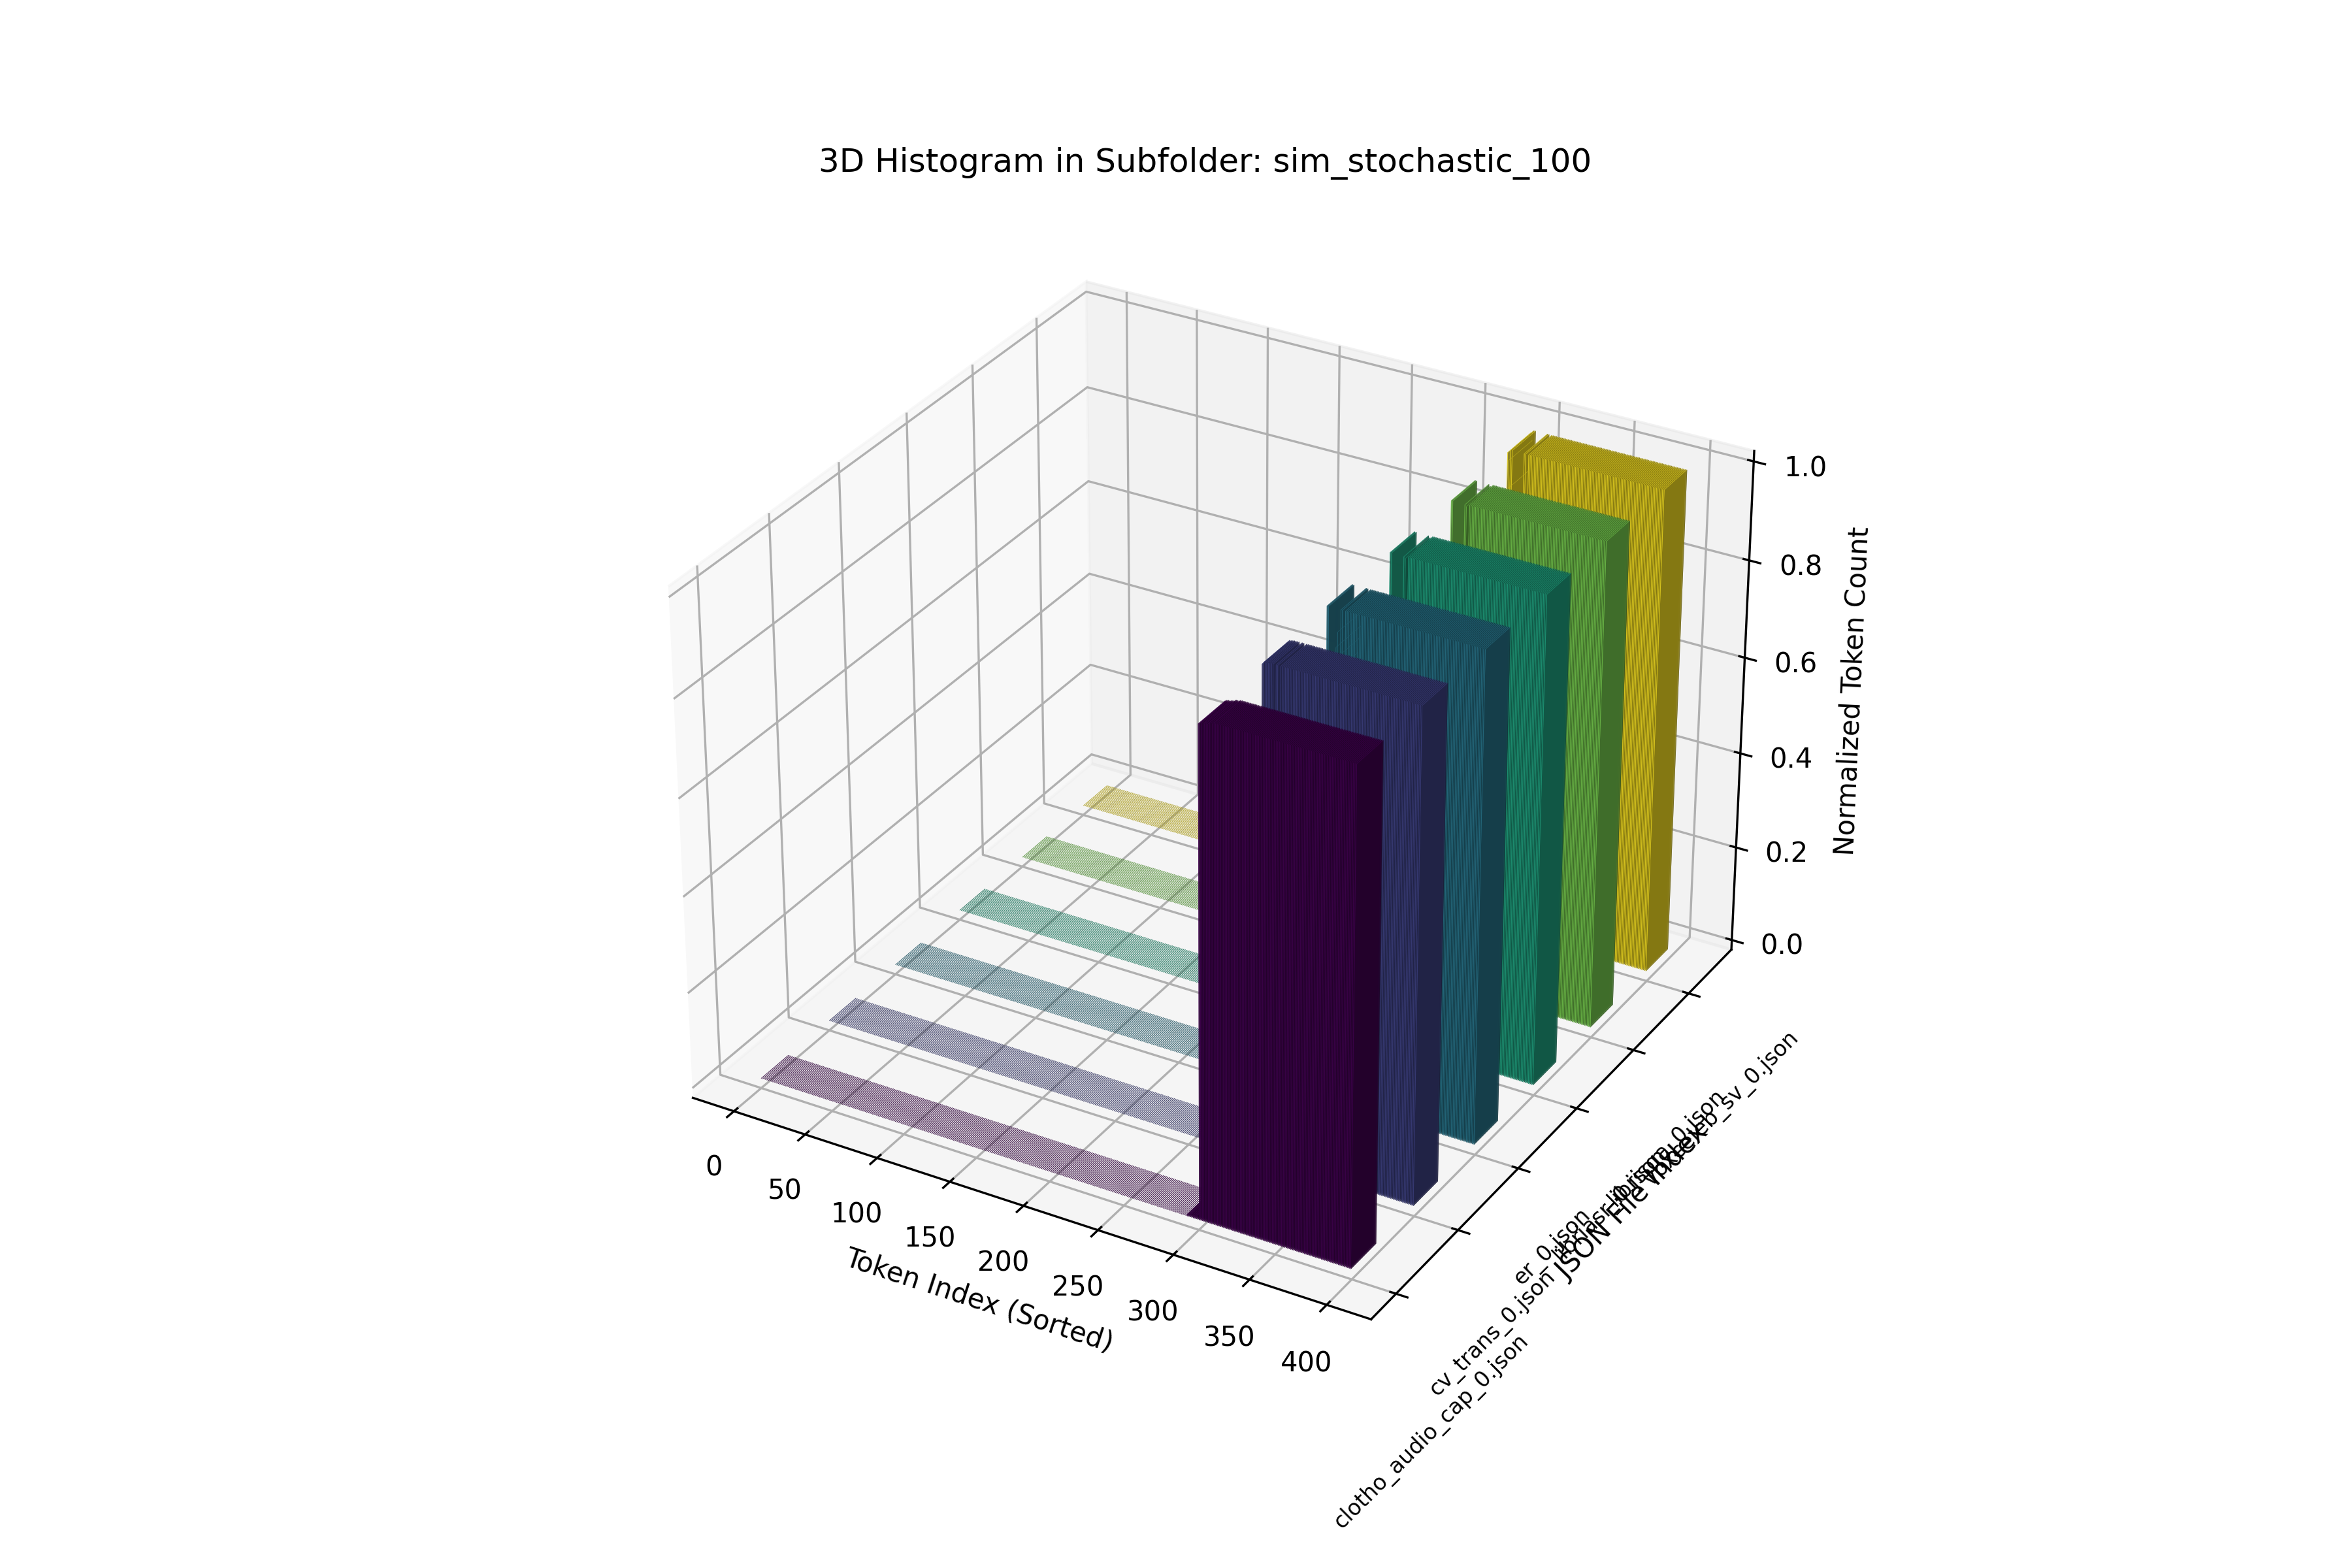 3D Histogram in Subfolder: sim_stochastic_100
1.0
0.8
0.6
0.4
0.2
0.0
Normalized Token Count
0
50
100
150
200
250
300
350
400
Token Index (Sorted)
clotho_audio_cap_0.json
cv_trans_0.json
er_0.json
JSON File Index